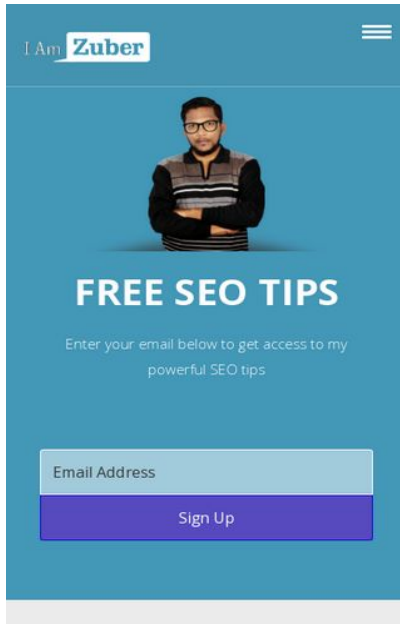 I Am Zuber
FREE SEO TIPS
Enter your email below to get access to my
powerful SEO tips
Email Address
Sign Up